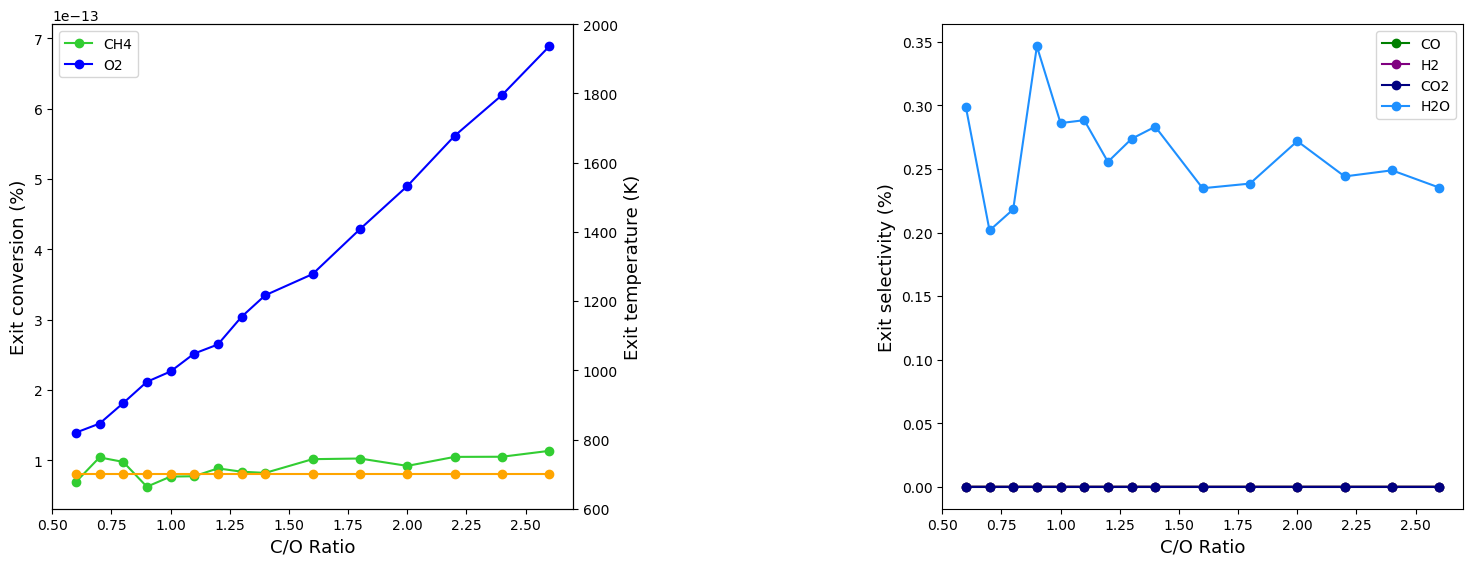 1e−13
7
6
5
4
3
2
1
Exit conversion (%)
CH4
O2
2000
1800
1600
1400
1200
1000
800
600
Exit temperature (K)
0.50 0.75 1.00 1.25 1.50 1.75 2.00 2.25 2.50
C/O Ratio
0.35
0.30
0.25
0.20
0.15
0.10
0.05
0.00
Exit selectivity (%)
CO
H2
CO2
H2O
0.50 0.75 1.00 1.25 1.50 1.75 2.00 2.25 2.50
C/O Ratio